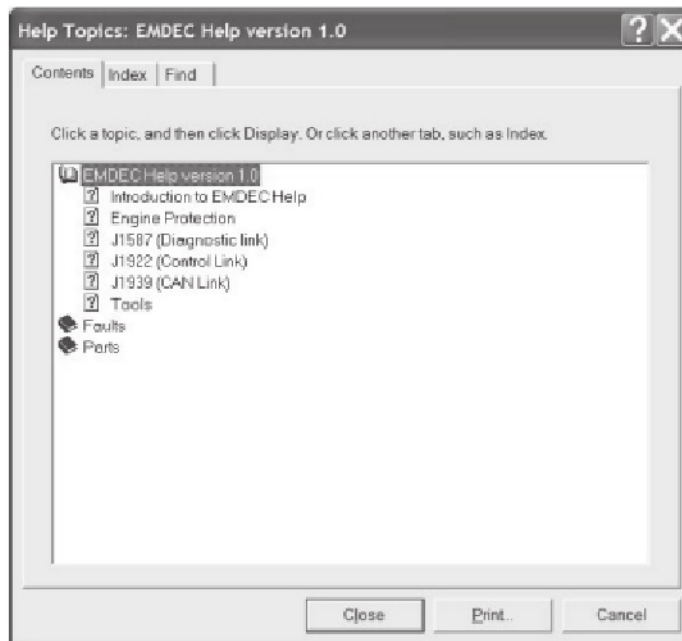 Help Topics: EMDEC Help version 1.0
Contents Index Find
Click a topic, and then click Display. Or click another tab, such as Index.
EMDEC Help version 1.0
Introduction to EMDEC Help
Engine Protection
J1587 (Diagnostic link)
J1922 (Control Link)
J1939 (CAN Link)
Tools
Faults
Parts
Close Print.. Cancel